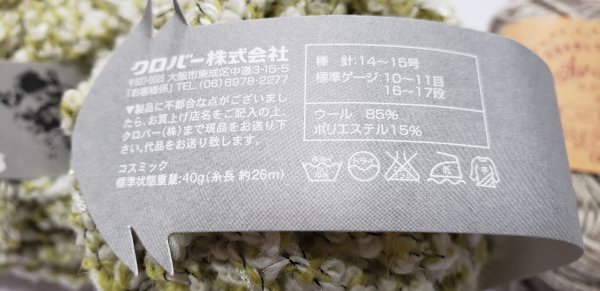 クロバー株式会社
〒537-0025 大阪市東成区中道3-15-5
「お客様係」TEL.(06)6978-2277
▼製品に不都合な点がございまし
たら、お買上げ店名をご記入の上、
クロバー(株)まで現品をお送り下
さい。代品をお送り致します。
コスミック
標準状態重量:40g(糸長 約26m)
棒 針:14〜15号
標準ゲージ:10〜11目
16〜17段
ウール 85%
ポリエステル15%